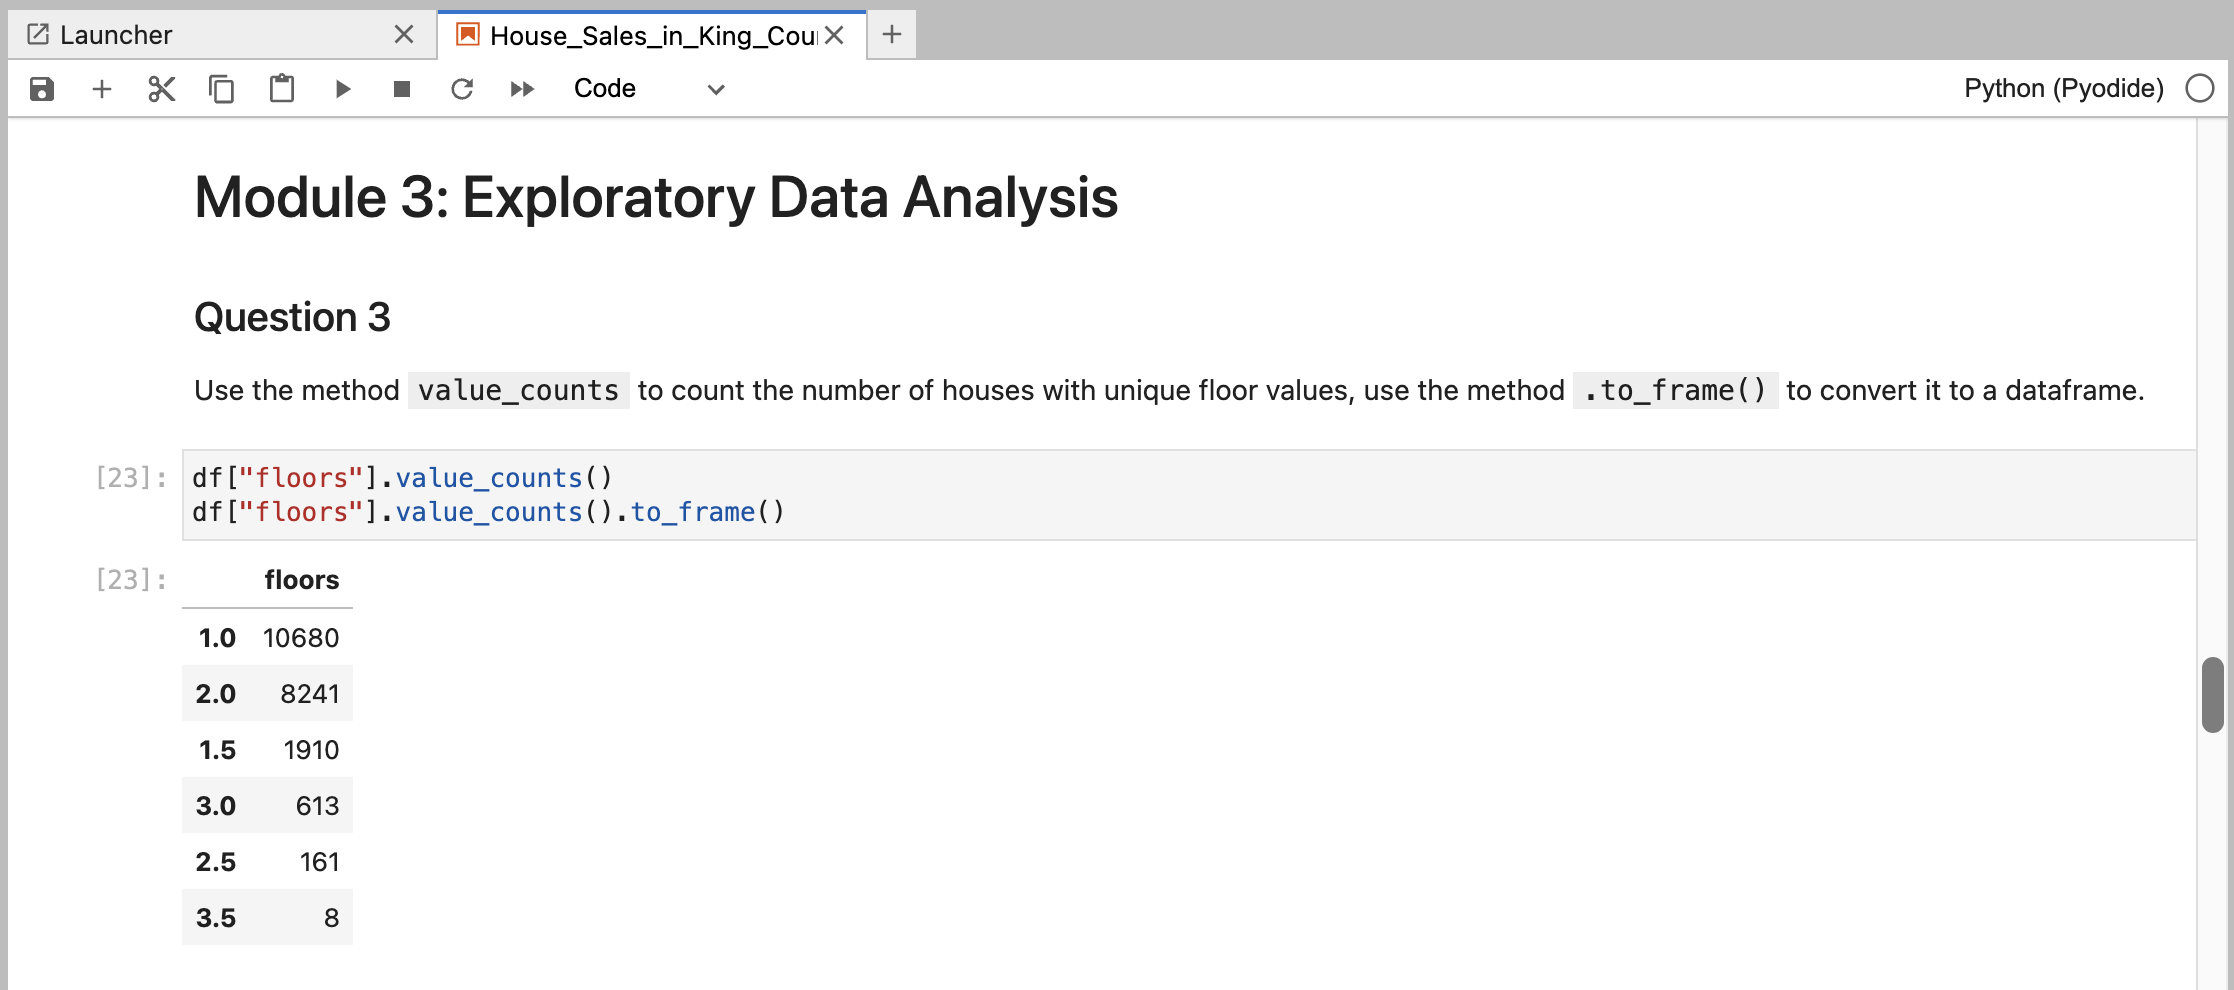 Launcher
House_Sales_in_King_Cou
Code
Python (Pyodide)
Module 3: Exploratory Data Analysis
Question 3
Use the method value_counts to count the number of houses with unique floor values, use the method .to_frame() to convert it to a dataframe.
[23]: df["floors"].value_counts()
df["floors"].value_counts().to_frame()
[23]: floors
1.0 10680
2.0 8241
1.5 1910
3.0 613
2.5 161
3.5 8